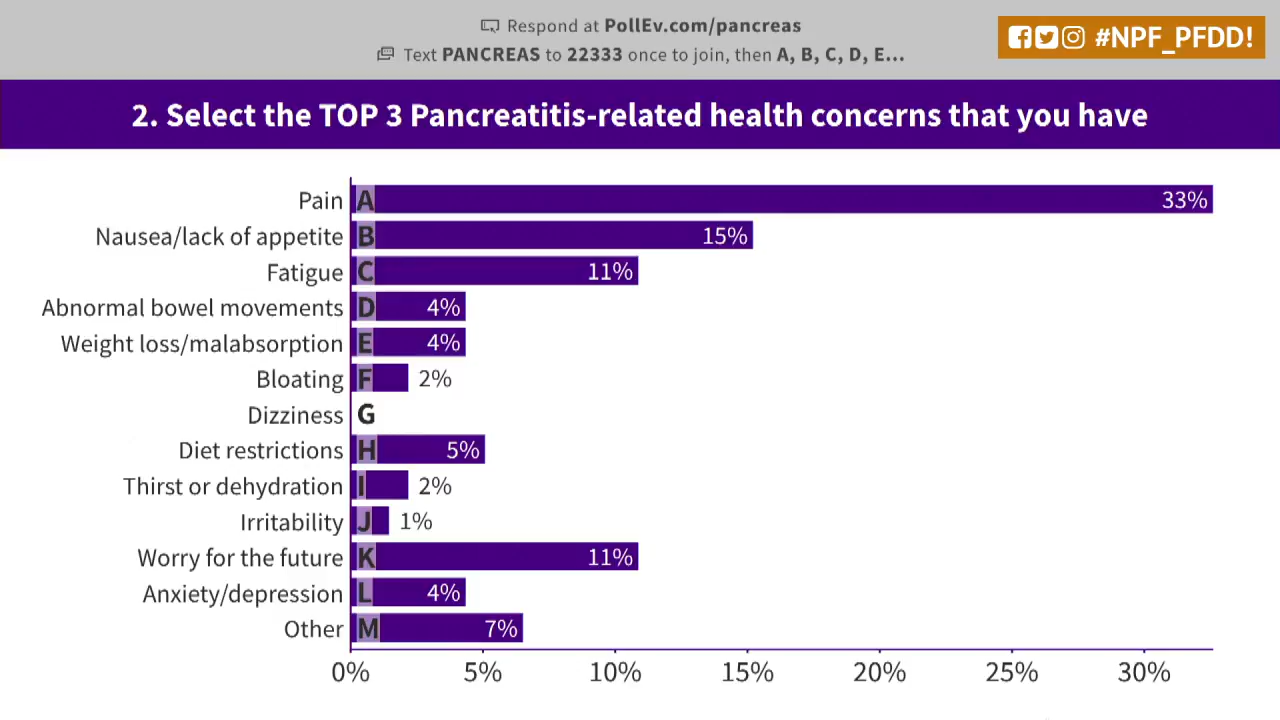 Respond at PollEv.com/pancreas
Text PANCREAS to 22333 once to join, then A, B, C, D, E...
#NPF_PFDD!
2. Select the TOP 3 Pancreatitis-related health concerns that you have
Pain A 33%
Nausea/lack of appetite B 15%
Fatigue C 11%
Abnormal bowel movements D 4%
Weight loss/malabsorption E 4%
Bloating F 2%
Dizziness G
Diet restrictions H 5%
Thirst or dehydration I 2%
Irritability J 1%
Worry for the future K 11%
Anxiety/depression L 4%
Other M 7%
0% 5% 10% 15% 20% 25% 30%